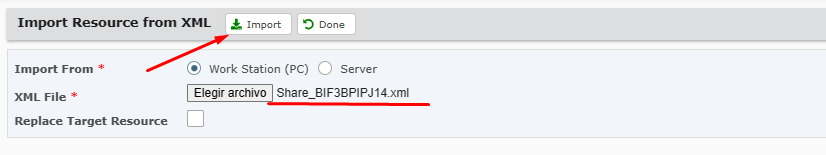 Import Resource from XML Import Done
Import From * Work Station (PC) Server
XML File * Elegir archivo Share_BIF3BPIPJ14.xml
Replace Target Resource